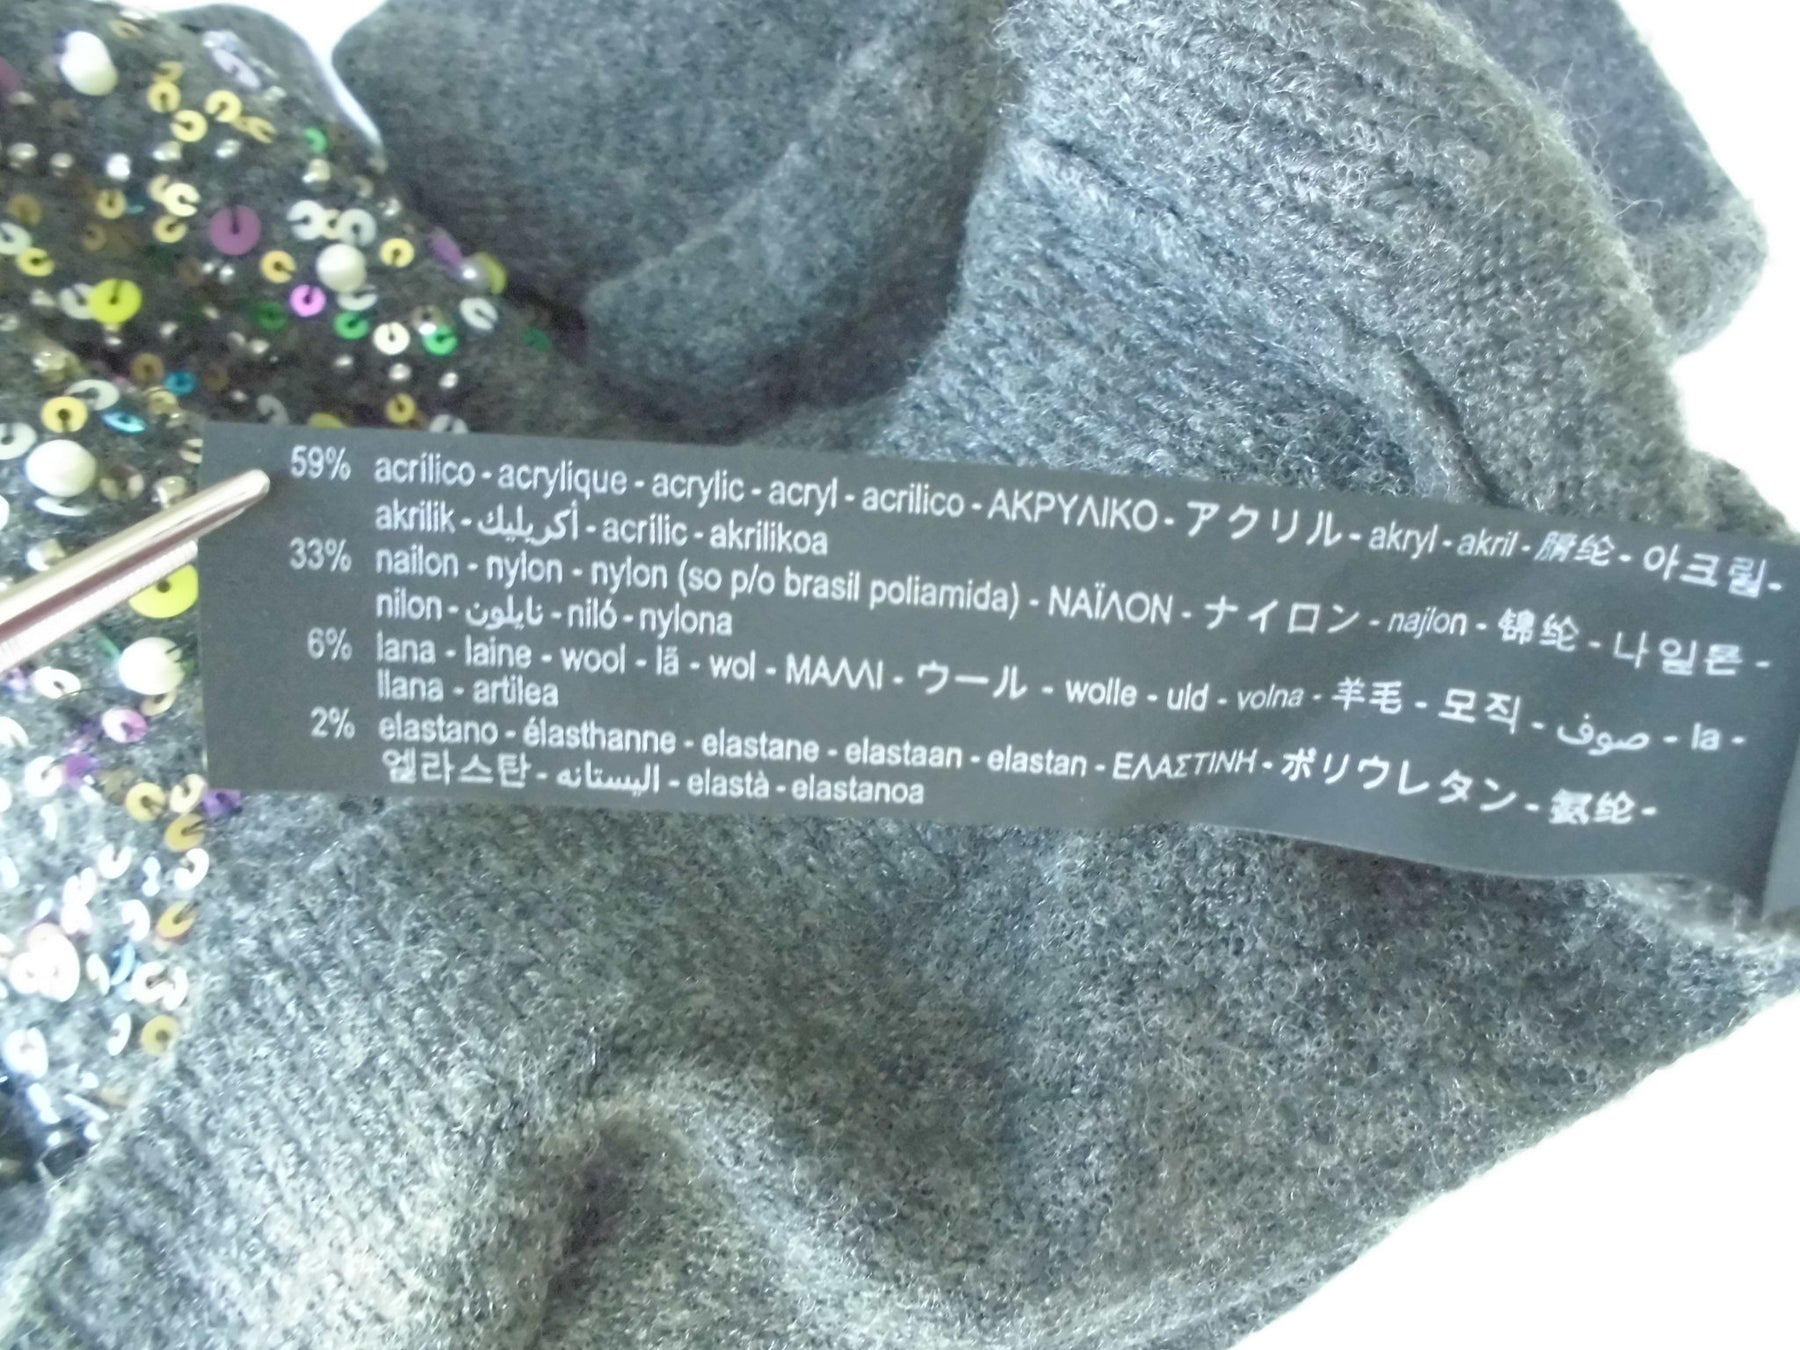 59% acrílico - acrylique - acrylic - acryl - acrilico - ΑΚΡΥΛΙΚΟ - アクリル - akryl - akril - 腈纶 - 아크릴 -
akrilik - أكريليك - acrílic - akrilikoa
33% nailon - nylon - nylon (so p/o brasil poliamida) - ΝΑΪΛΟΝ - ナイロン - najlon - 锦纶 - 나일론 -
nilon - نايلون - niló - nylona
6% lana - laine - wool - lã - wol - ΜΑΛΛΙ - ウール - wolle - uld - volna - 羊毛 - 모직 - صوف - la -
llana - artilea
2% elastano - élasthanne - elastane - elastaan - elastan - ΕΛΑΣΤΙΝΗ - ポリウレタン - 氨纶 -
엘라스탄 - اليستانه - elastà - elastanoa